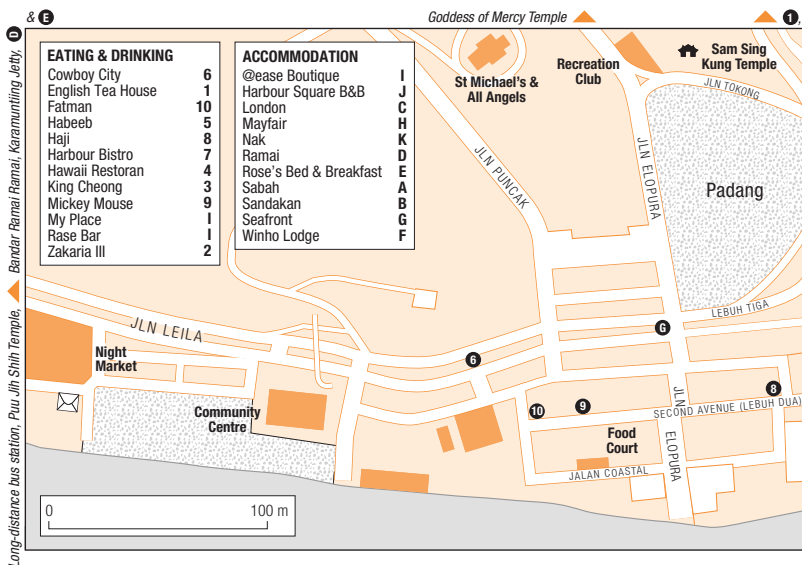 & E
Goddess of Mercy Temple
1,
EATING & DRINKING
Cowboy City 6
English Tea House 1
Fatman 10
Habeeb 5
Haji 8
Harbour Bistro 7
Hawaii Restoran 4
King Cheong 3
Mickey Mouse 9
My Place I
Rase Bar I
Zakaria III 2
ACCOMMODATION
@ease Boutique I
Harbour Square B&B J
London C
Mayfair H
Nak K
Ramai D
Rose's Bed & Breakfast E
Sabah A
Sandakan B
Seafront G
Winho Lodge F
St Michael's &
All Angels
Recreation
Club
Sam Sing
Kung Temple
JLN TOKONG
JLN PUNCAK
JLN ELOPURA
Padang
LEBUH TIGA
G
JLN LEILA
Night
Market
6
Community
Centre
10
9
8
SECOND AVENUE (LEBUH DUA)
JLN ELOPURA
Food
Court
JALAN COASTAL
0 100 m
Long-distance bus station, Puu Jih Shih Temple, Bandar Ramai Ramai, Karamuntiing Jetty, D